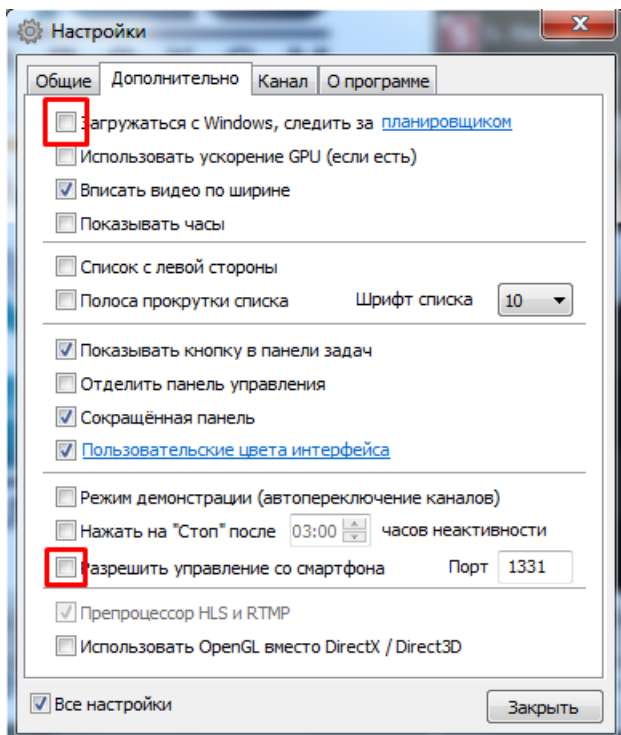 Настройки
Общие Дополнительно Канал О программе
Загружаться с Windows, следить за планировщиком
Использовать ускорение GPU (если есть)
Вписать видео по ширине
Показывать часы
Список с левой стороны
Полоса прокрутки списка Шрифт списка 10
Показывать кнопку в панели задач
Отделить панель управления
Сокращённая панель
Пользовательские цвета интерфейса
Режим демонстрации (автопереключение каналов)
Нажать на "Стоп" после 03:00 часов неактивности
Разрешить управление со смартфона Порт 1331
Препроцессор HLS и RTMP
Использовать OpenGL вместо DirectX / Direct3D
Все настройки Закрыть